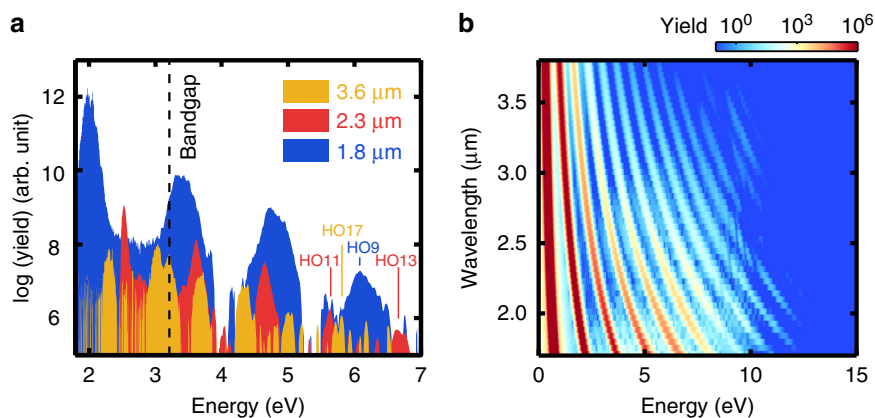 a
b
Yield 10^0 10^3 10^6
12
10
8
6
log (yield) (arb. unit)
Bandgap
3.6 μm
2.3 μm
1.8 μm
HO17
HO9
HO11
HO13
2 3 4 5 6 7
Energy (eV)
3.5
3.0
2.5
2.0
Wavelength (μm)
0 5 10 15
Energy (eV)